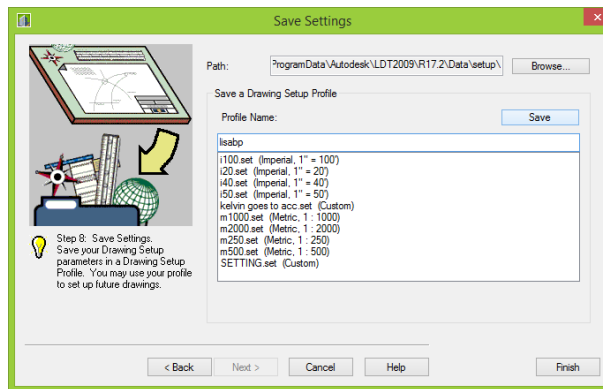 Save Settings
Path:
?rogramData\Autodesk\LDT2009\R17.2\Data\setup\
Browse...
Save a Drawing Setup Profile
Profile Name:
Save
lisabp
i100.set (Imperial, 1" = 100')
i20.set (Imperial, 1" = 20')
i40.set (Imperial, 1" = 40')
i50.set (Imperial, 1" = 50')
kelvin goes to acc.set (Custom)
m1000.set (Metric, 1 : 1000)
m2000.set (Metric, 1 : 2000)
m250.set (Metric, 1 : 250)
m500.set (Metric, 1 : 500)
SETTING.set (Custom)
Step 8: Save Settings.
Save your Drawing Setup
parameters in a Drawing Setup
Profile. You may use your profile
to set up future drawings.
< Back
Next >
Cancel
Help
Finish